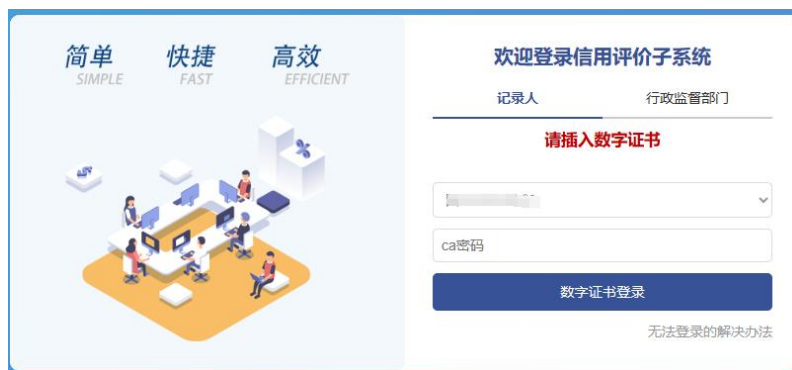 简单 快捷 高效
SIMPLE FAST EFFICIENT
欢迎登录信用评价子系统
记录人 行政监督部门
请插入数字证书
ca密码
数字证书登录
无法登录的解决办法